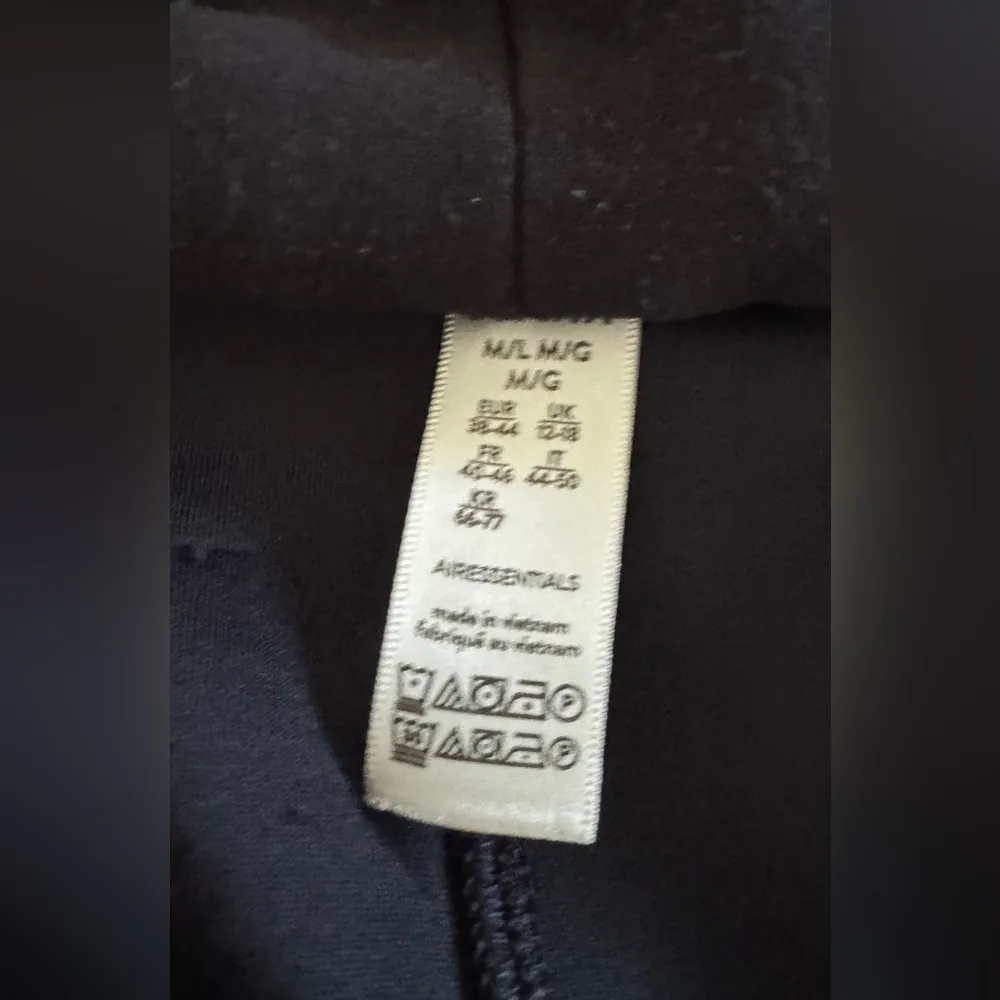 M/L M/G
M/G
EUR UK
38-44 12-18
FR IT
40-46 44-50
KR
66-77
AIRESSENTIALS
made in vietnam
fabriqué au vietnam
P
30 P